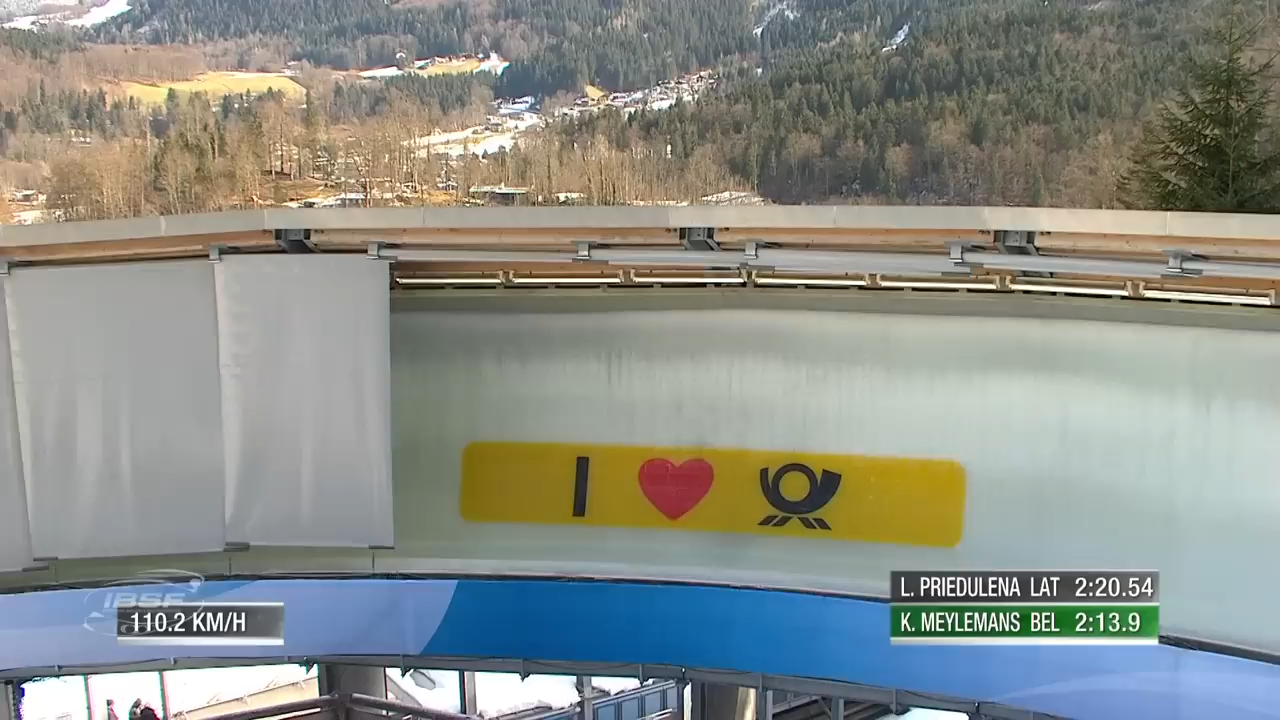 I
L. PRIEDULENA LAT 2:20.54
K. MEYLEMANS BEL 2:13.9
IBSF
110.2 KM/H